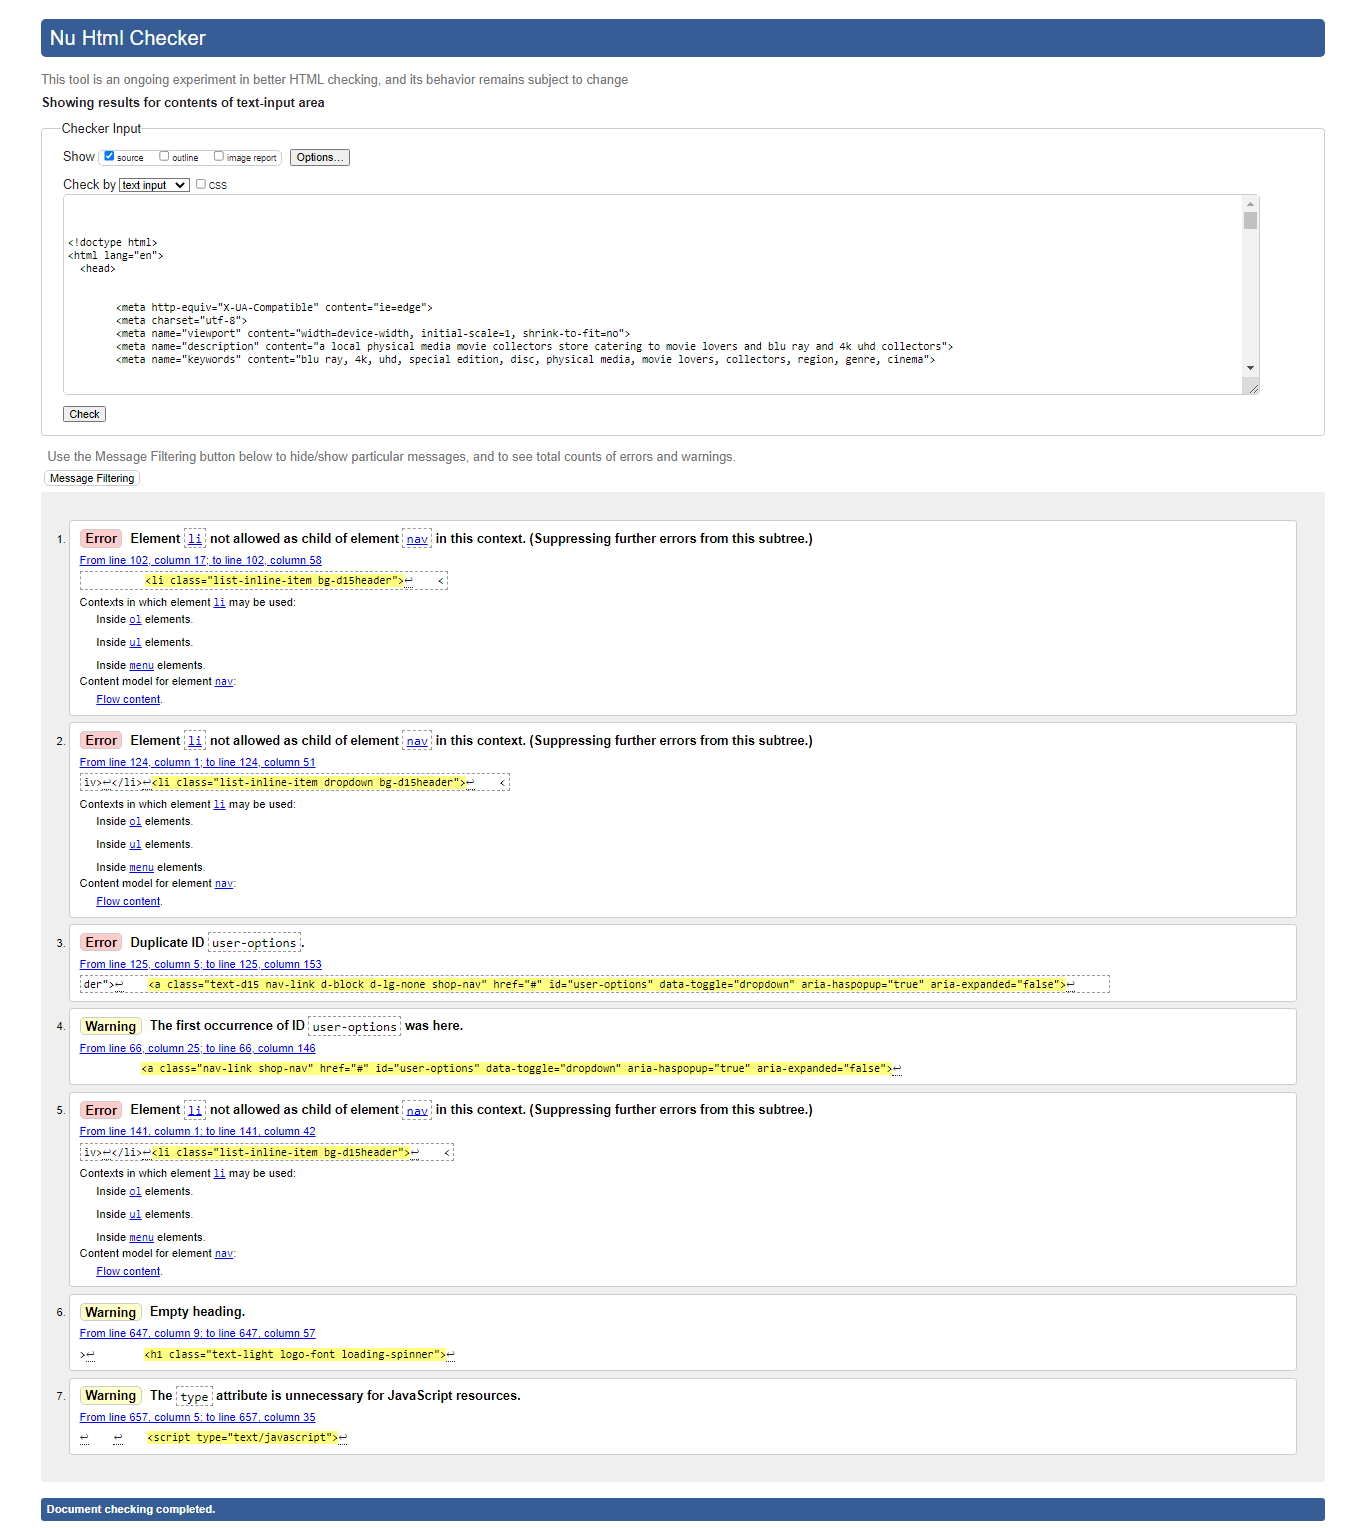 Nu Html Checker
This tool is an ongoing experiment in better HTML checking, and its behavior remains subject to change
Showing results for contents of text-input area
Checker Input
Show source outline image report Options...
Check by text input CSS
<!doctype html>
<html lang="en">
<head>
<meta http-equiv="X-UA-Compatible" content="ie=edge">
<meta charset="utf-8">
<meta name="viewport" content="width=device-width, initial-scale=1, shrink-to-fit=no">
<meta name="description" content="a local physical media movie collectors store catering to movie lovers and blu ray and 4k uhd collectors">
<meta name="keywords" content="blu ray, 4k, uhd, special edition, disc, physical media, movie lovers, collectors, region, genre, cinema">
Check
Use the Message Filtering button below to hide/show particular messages, and to see total counts of errors and warnings.
Message Filtering
1. Error Element li not allowed as child of element nav in this context. (Suppressing further errors from this subtree.)
From line 102, column 17; to line 102, column 58
<li class="list-inline-item bg-d15header">↩ <
Contexts in which element li may be used:
Inside ol elements.
Inside ul elements.
Inside menu elements.
Content model for element nav:
Flow content.
2. Error Element li not allowed as child of element nav in this context. (Suppressing further errors from this subtree.)
From line 124, column 1; to line 124, column 51
iv>↩</li>↩<li class="list-inline-item dropdown bg-d15header">↩ <
Contexts in which element li may be used:
Inside ol elements.
Inside ul elements.
Inside menu elements.
Content model for element nav:
Flow content.
3. Error Duplicate ID user-options.
From line 125, column 5; to line 125, column 153
der">↩ <a class="text-d15 nav-link d-block d-lg-none shop-nav" href="#" id="user-options" data-toggle="dropdown" aria-haspopup="true" aria-expanded="false">↩
4. Warning The first occurrence of ID user-options was here.
From line 66, column 25; to line 66, column 146
<a class="nav-link shop-nav" href="#" id="user-options" data-toggle="dropdown" aria-haspopup="true" aria-expanded="false">↩
5. Error Element li not allowed as child of element nav in this context. (Suppressing further errors from this subtree.)
From line 141, column 1; to line 141, column 42
iv>↩</li>↩<li class="list-inline-item bg-d15header">↩ <
Contexts in which element li may be used:
Inside ol elements.
Inside ul elements.
Inside menu elements.
Content model for element nav:
Flow content.
6. Warning Empty heading.
From line 647, column 9; to line 647, column 57
>↩ <h1 class="text-light logo-font loading-spinner">↩
7. Warning The type attribute is unnecessary for JavaScript resources.
From line 657, column 5; to line 657, column 35
↩ ↩ <script type="text/javascript">↩
Document checking completed.